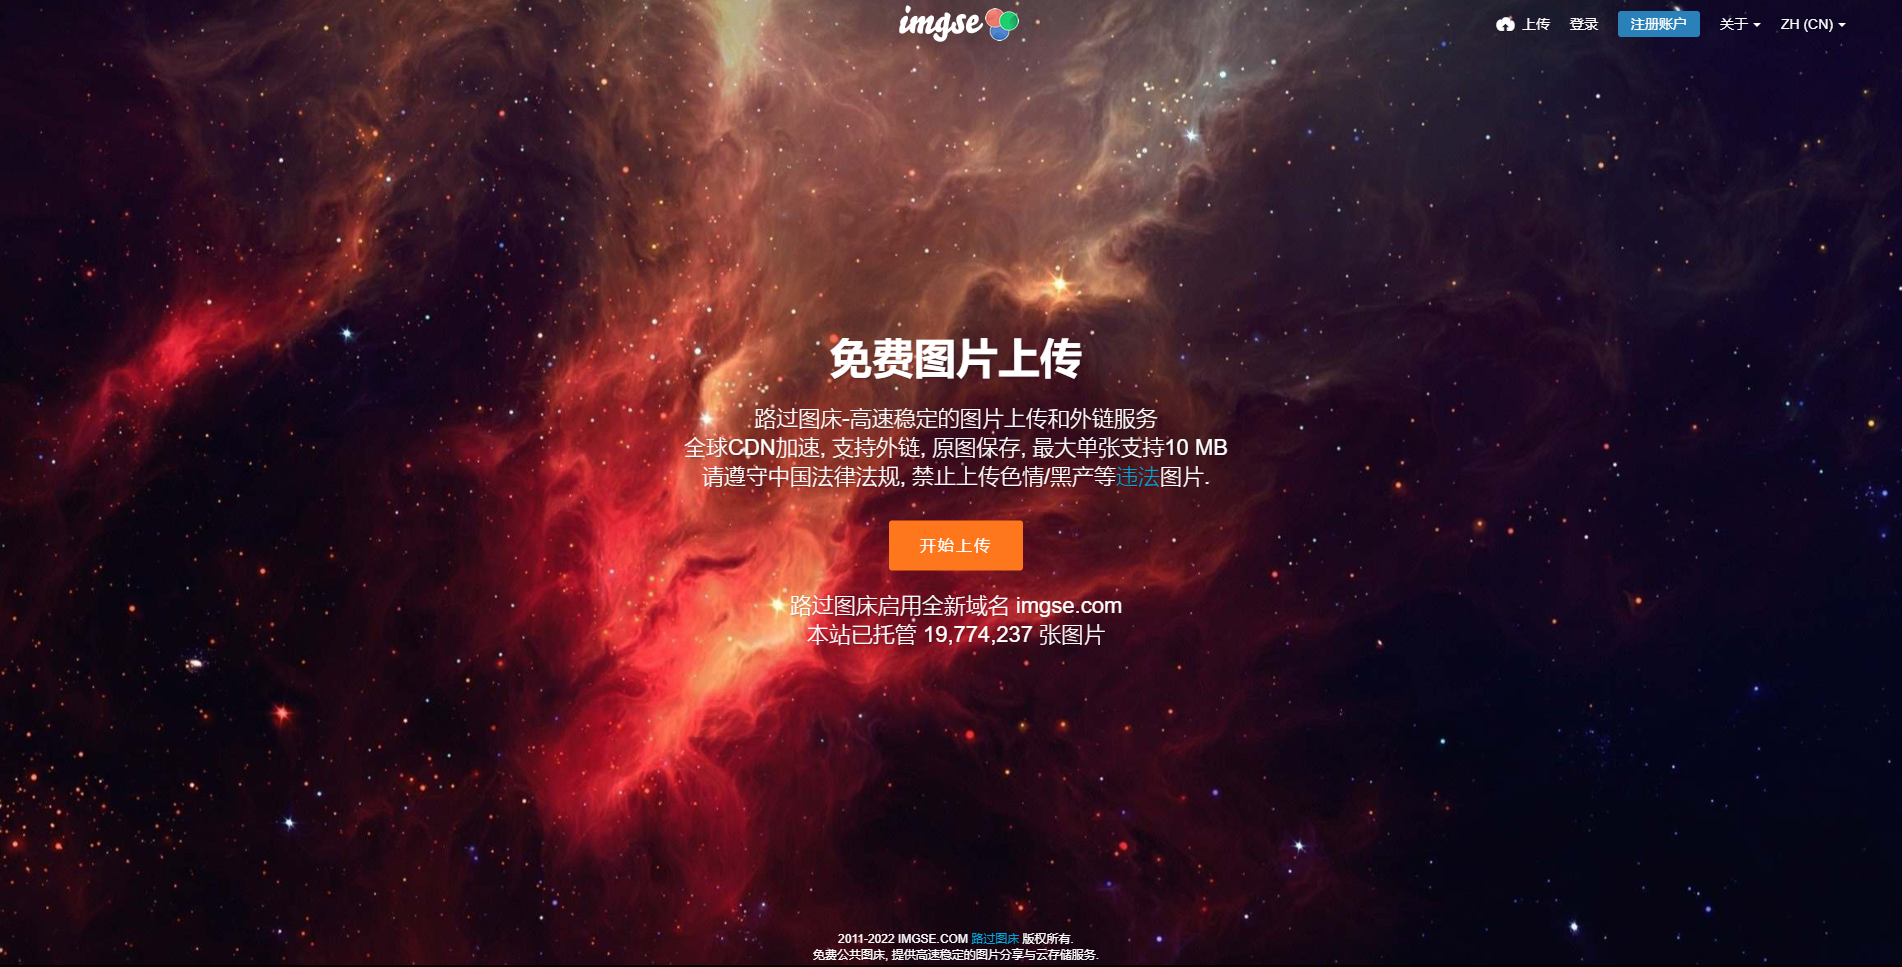 imgse
上传 登录 注册账户 关于 ZH (CN)
免费图片上传
路过图床-高速稳定的图片上传和外链服务
全球CDN加速, 支持外链, 原图保存, 最大单张支持10 MB
请遵守中国法律法规, 禁止上传色情/黑产等违法图片.
开始上传
路过图床启用全新域名 imgse.com
本站已托管 19,774,237 张图片
2011-2022 IMGSE.COM 路过图床 版权所有.
免费公共图床, 提供高速稳定的图片分享与云存储服务.